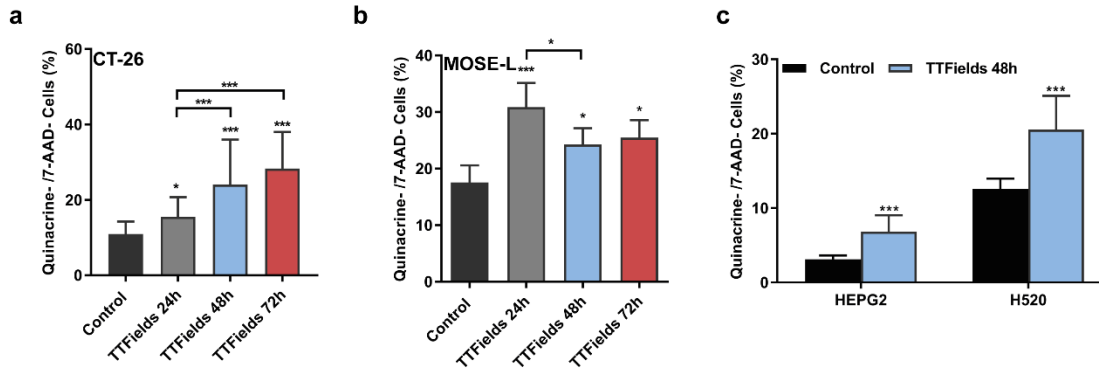 a
CT-26
Quinacrine- /7-AAD- Cells (%)
60
40
20
0
***
***
*
***
***
Control
TTFields 24h
TTFields 48h
TTFields 72h
b
MOSE-L
Quinacrine- /7-AAD- Cells (%)
50
40
30
20
10
0
*
***
*
*
Control
TTFields 24h
TTFields 48h
TTFields 72h
c
Control
TTFields 48h
Quinacrine- /7-AAD- Cells (%)
30
20
10
0
***
***
HEPG2
H520